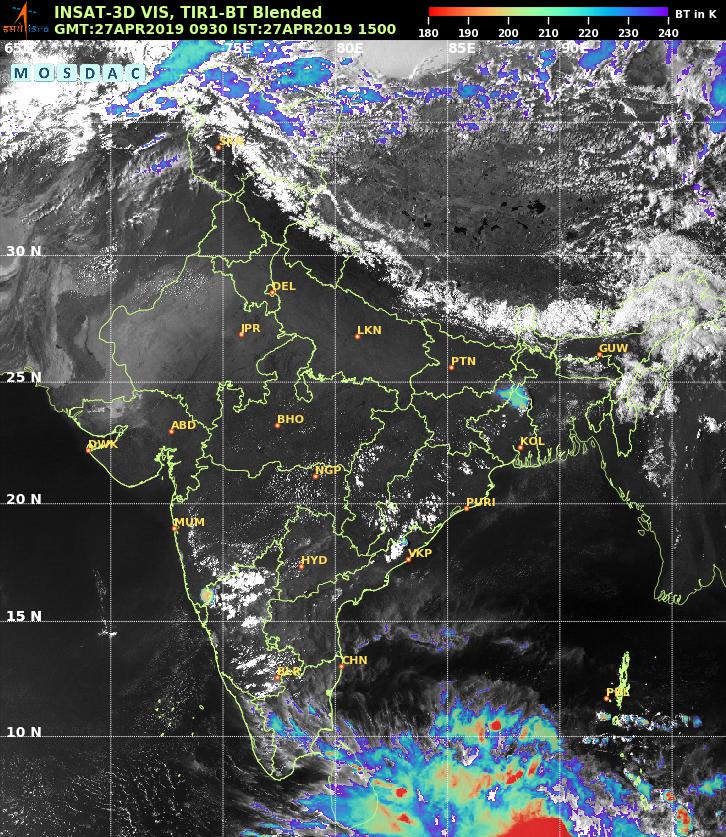 INSAT-3D VIS, TIR1-BT Blended
GMT:27APR2019 0930 IST:27APR2019 1500
BT in K
180 190 200 210 220 230 240
65E 75E 80E 85E 90E
MOSDAC
SRN
30 N
DEL
JPR
LKN
GUW
PTN
25 N
ABD
BHO
DWK
KOL
NGP
20 N
PURI
MUM
HYD
VKP
15 N
CHN
BLR
PBL
10 N